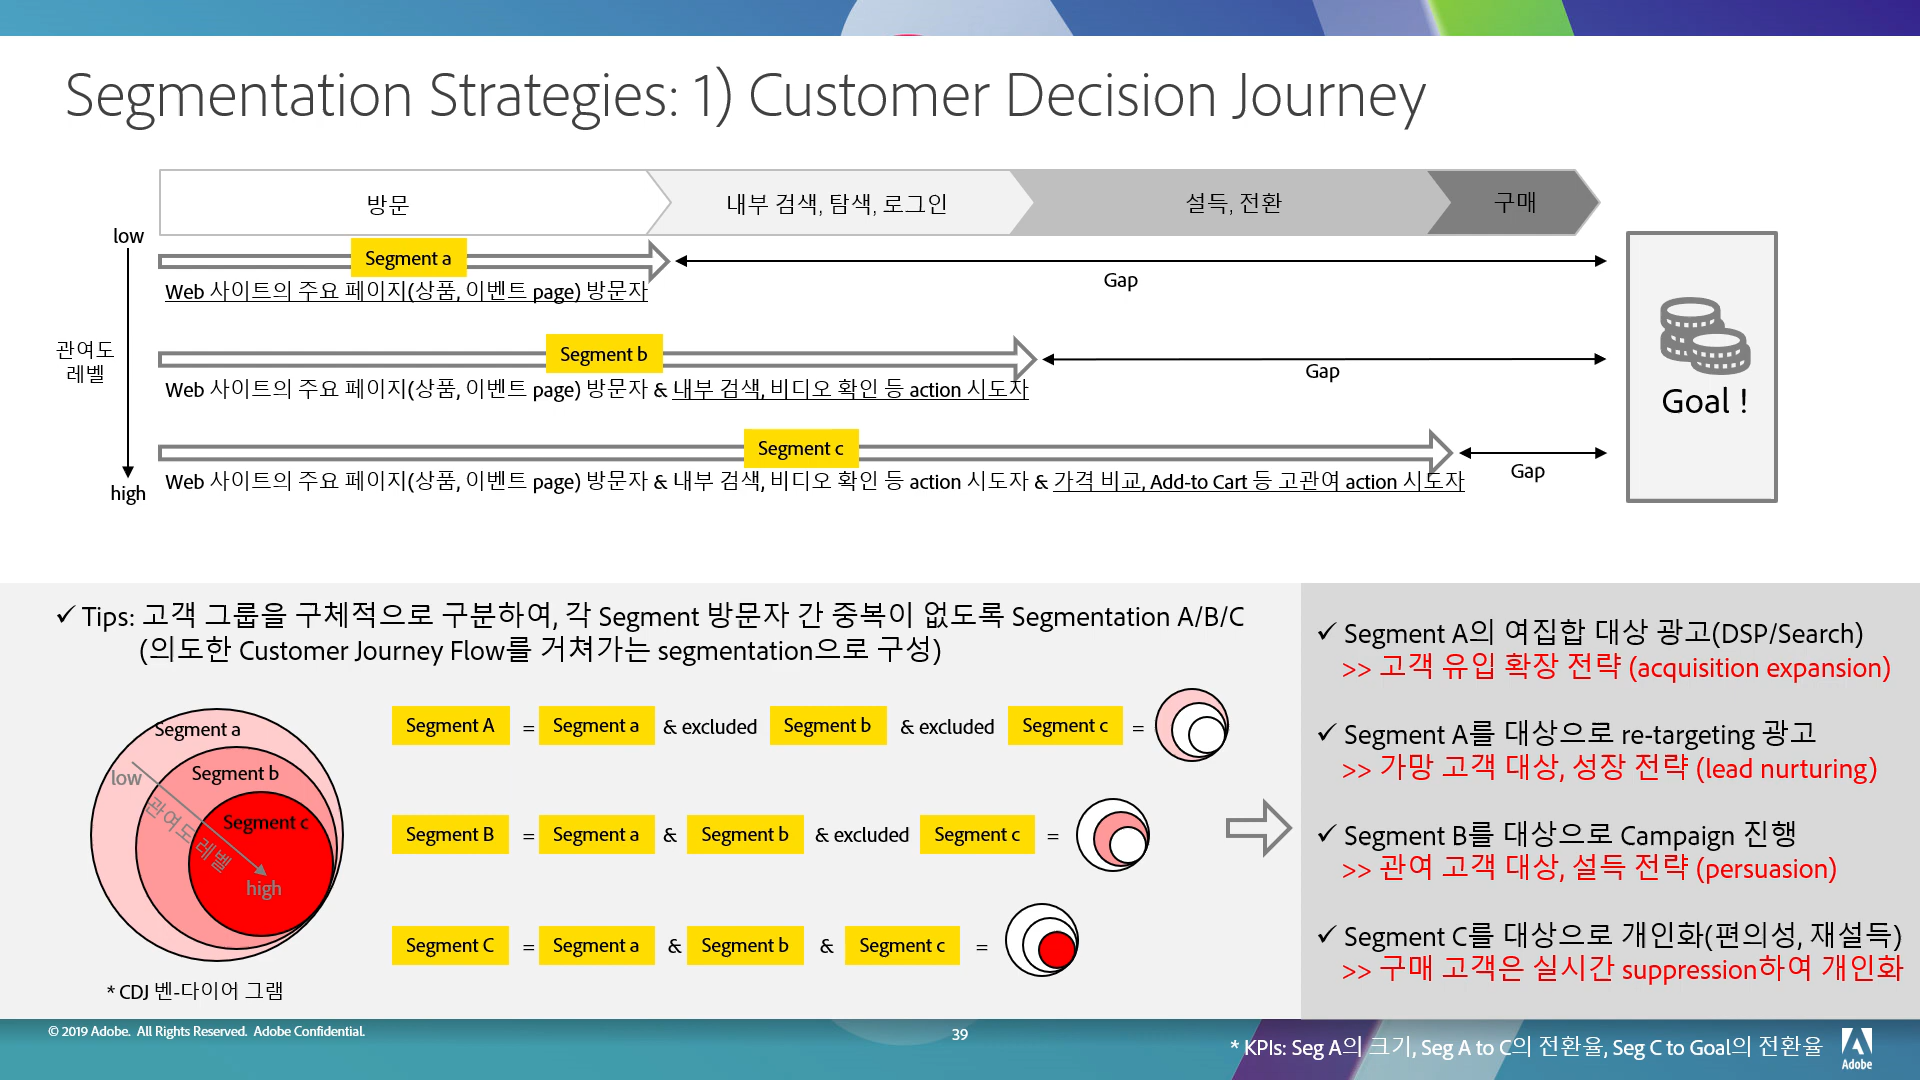 Segmentation Strategies: 1) Customer Decision Journey
방문
내부 검색, 탐색, 로그인
설득, 전환
구매
low
관여도
레벨
high
Segment a
Gap
Web 사이트의 주요 페이지(상품, 이벤트 page) 방문자
Segment b
Gap
Web 사이트의 주요 페이지(상품, 이벤트 page) 방문자 & 내부 검색, 비디오 확인 등 action 시도자
Segment c
Gap
Web 사이트의 주요 페이지(상품, 이벤트 page) 방문자 & 내부 검색, 비디오 확인 등 action 시도자 & 가격 비교, Add-to Cart 등 고관여 action 시도자
Goal !
✓ Tips: 고객 그룹을 구체적으로 구분하여, 각 Segment 방문자 간 중복이 없도록 Segmentation A/B/C
(의도한 Customer Journey Flow를 거쳐가는 segmentation으로 구성)
Segment a
Segment b
Segment c
low
관여도 레벨
high
* CDJ 벤-다이어 그램
Segment A = Segment a & excluded Segment b & excluded Segment c =
Segment B = Segment a & Segment b & excluded Segment c =
Segment C = Segment a & Segment b & Segment c =
✓ Segment A의 여집합 대상 광고(DSP/Search)
>> 고객 유입 확장 전략 (acquisition expansion)
✓ Segment A를 대상으로 re-targeting 광고
>> 가망 고객 대상, 성장 전략 (lead nurturing)
✓ Segment B를 대상으로 Campaign 진행
>> 관여 고객 대상, 설득 전략 (persuasion)
✓ Segment C를 대상으로 개인화(편의성, 재설득)
>> 구매 고객은 실시간 suppression하여 개인화
© 2019 Adobe. All Rights Reserved. Adobe Confidential.
39
* KPIs: Seg A의 크기, Seg A to C의 전환율, Seg C to Goal의 전환율
Adobe